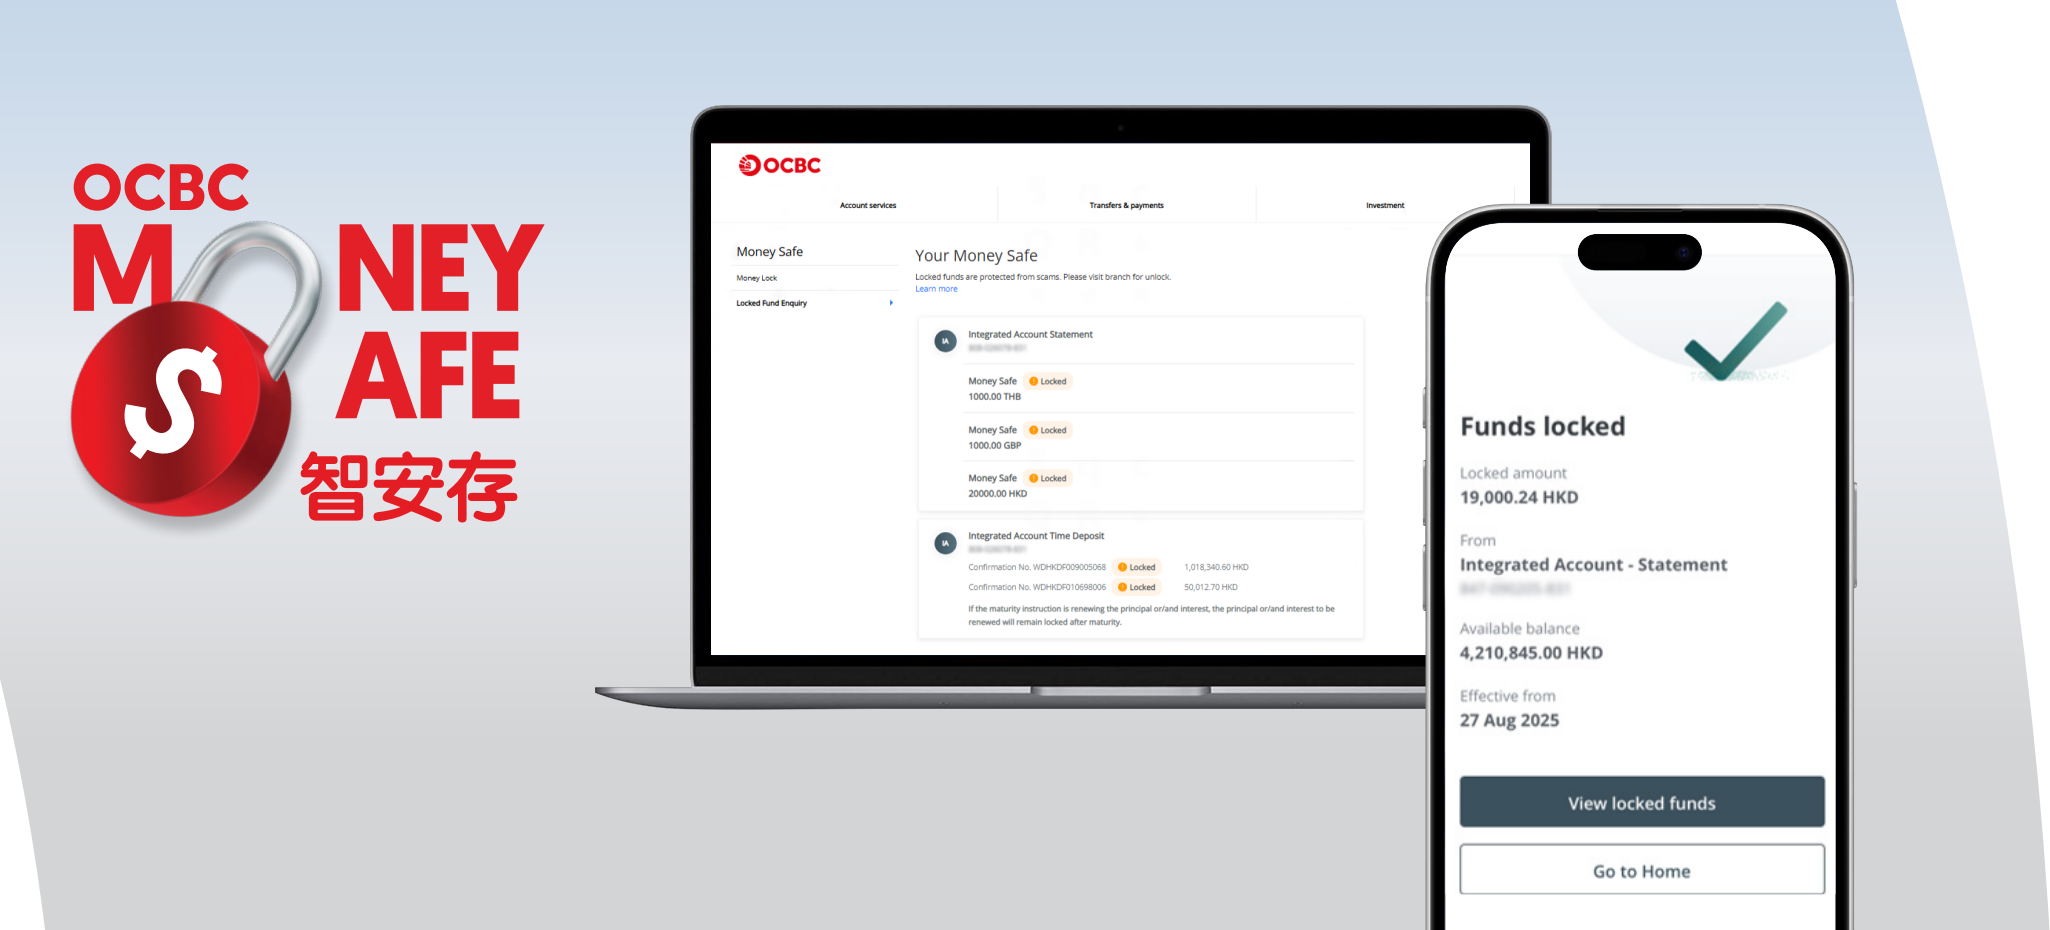 OCBC
MONEY
SAFE
智安存
OCBC
Account services
Transfers & payments
Investment
Money Safe
Money Lock
Locked Fund Enquiry
Your Money Safe
Locked funds are protected from scams. Please visit branch for unlock.
Learn more
IA
Integrated Account Statement
Money Safe
Locked
1000.00 THB
Money Safe
Locked
1000.00 GBP
Money Safe
Locked
20000.00 HKD
IA
Integrated Account Time Deposit
Confirmation No. WDHKDF009005068
Locked
1,018,340.60 HKD
Confirmation No. WDHKDF010698006
Locked
50,012.70 HKD
If the maturity instruction is renewing the principal or/and interest, the principal or/and interest to be
renewed will remain locked after maturity.
Funds locked
Locked amount
19,000.24 HKD
From
Integrated Account - Statement
Available balance
4,210,845.00 HKD
Effective from
27 Aug 2025
View locked funds
Go to Home